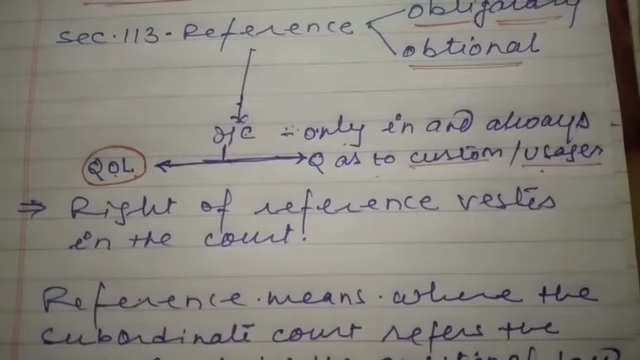 obligatory
sec.113-Reference
obtional
only in and always
QOL
Q as to custom/usages
⇒ Right of reference vestes
in the court.
Reference.means.where the
subordinate court refers the